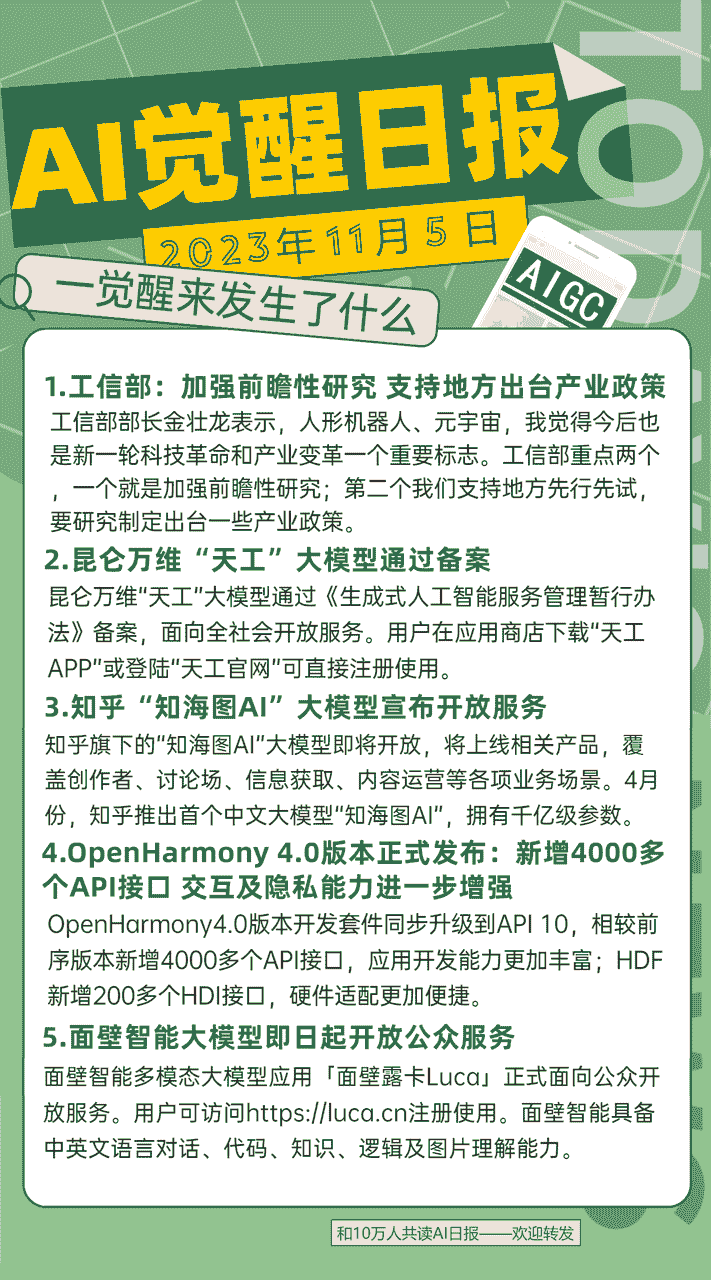 AI觉醒日报
2023年11月5日
一觉醒来发生了什么
AIGC
TOP
1.工信部：加强前瞻性研究 支持地方出台产业政策
工信部部长金壮龙表示，人形机器人、元宇宙，我觉得今后也
是新一轮科技革命和产业变革一个重要标志。工信部重点两个
，一个就是加强前瞻性研究；第二个我们支持地方先行先试，
要研究制定出台一些产业政策。
2.昆仑万维“天工”大模型通过备案
昆仑万维“天工”大模型通过《生成式人工智能服务管理暂行办
法》备案，面向全社会开放服务。用户在应用商店下载“天工
APP”或登陆“天工官网”可直接注册使用。
3.知乎“知海图AI”大模型宣布开放服务
知乎旗下的“知海图AI”大模型即将开放，将上线相关产品，覆
盖创作者、讨论场、信息获取、内容运营等各项业务场景。4月
份，知乎推出首个中文大模型“知海图AI”，拥有千亿级参数。
4.OpenHarmony 4.0版本正式发布：新增4000多
个API接口 交互及隐私能力进一步增强
OpenHarmony4.0版本开发套件同步升级到API 10，相较前
序版本新增4000多个API接口，应用开发能力更加丰富；HDF
新增200多个HDI接口，硬件适配更加便捷。
5.面壁智能大模型即日起开放公众服务
面壁智能多模态大模型应用「面壁露卡Luca」正式面向公众开
放服务。用户可访问https://luca.cn注册使用。面壁智能具备
中英文语言对话、代码、知识、逻辑及图片理解能力。
和10万人共读AI日报——欢迎转发